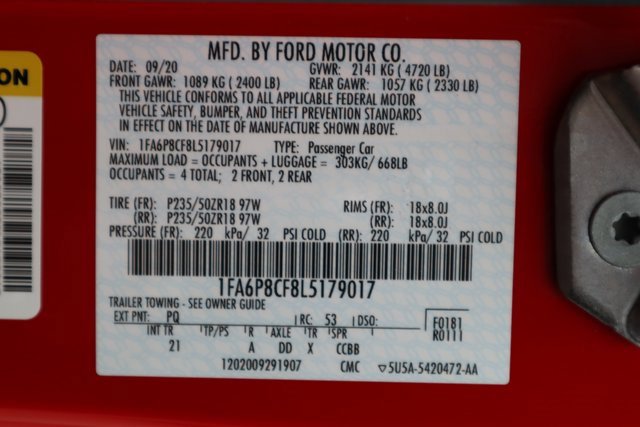 ON
MFD. BY FORD MOTOR CO.
DATE: 09/20 GVWR: 2141 KG ( 4720 LB)
FRONT GAWR: 1089 KG ( 2400 LB) REAR GAWR: 1057 KG ( 2330 LB)
THIS VEHICLE CONFORMS TO ALL APPLICABLE FEDERAL MOTOR
VEHICLE SAFETY, BUMPER, AND THEFT PREVENTION STANDARDS
IN EFFECT ON THE DATE OF MANUFACTURE SHOWN ABOVE.
VIN: 1FA6P8CF8L5179017 TYPE: Passenger Car
MAXIMUM LOAD = OCCUPANTS + LUGGAGE = 303KG/ 668LB
OCCUPANTS = 4 TOTAL; 2 FRONT, 2 REAR
TIRE (FR): P235/50ZR18 97W RIMS (FR): 18x8.0J
(RR): P235/50ZR18 97W (RR): 18x8.0J
PRESSURE (FR): 220 kPa/ 32 PSI COLD (RR): 220 kPa/ 32 PSI COLD
1FA6P8CF8L5179017
TRAILER TOWING - SEE OWNER GUIDE
EXT PNT: PQ RC: 53 DSO: F0181
INT TR TP/PS R AXLE TR SPR R0111
21 A DD X CCBB
1202009291907 CMC ▽5U5A-5420472-AA